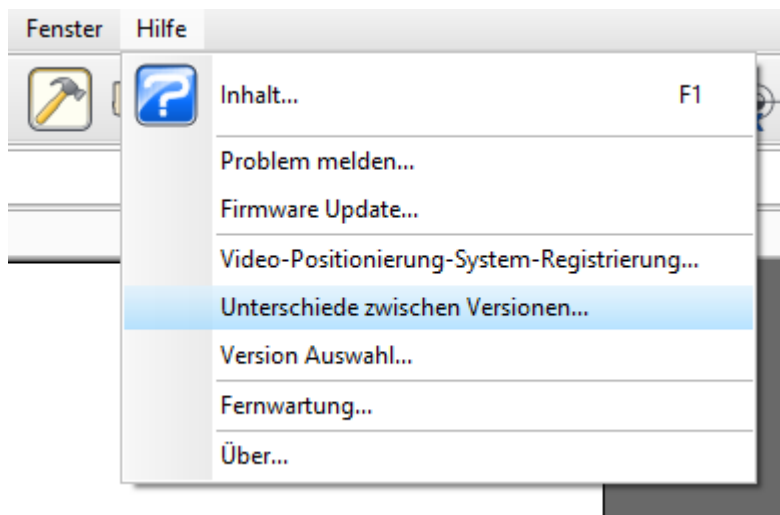 Fenster Hilfe
Inhalt... F1
Problem melden...
Firmware Update...
Video-Positionierung-System-Registrierung...
Unterschiede zwischen Versionen...
Version Auswahl...
Fernwartung...
Über...